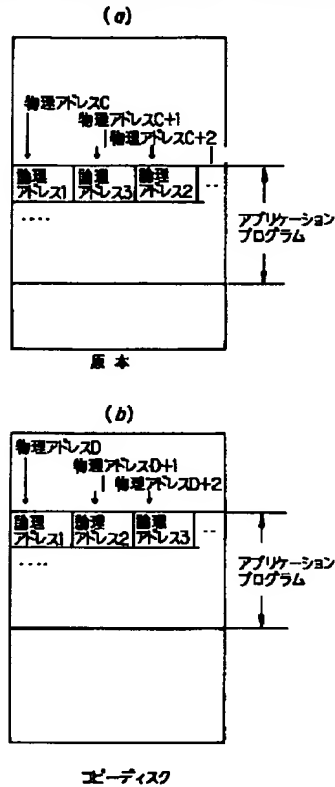 (a)
物理アドレスC
物理アドレスC+1
物理アドレスC+2
論理
アドレス1
論理
アドレス3
論理
アドレス2
‥
‥‥
アプリケーション
プログラム
原本
(b)
物理アドレスD
物理アドレスD+1
物理アドレスD+2
論理
アドレス1
論理
アドレス2
論理
アドレス3
‥
‥‥
アプリケーション
プログラム
コピーディスク